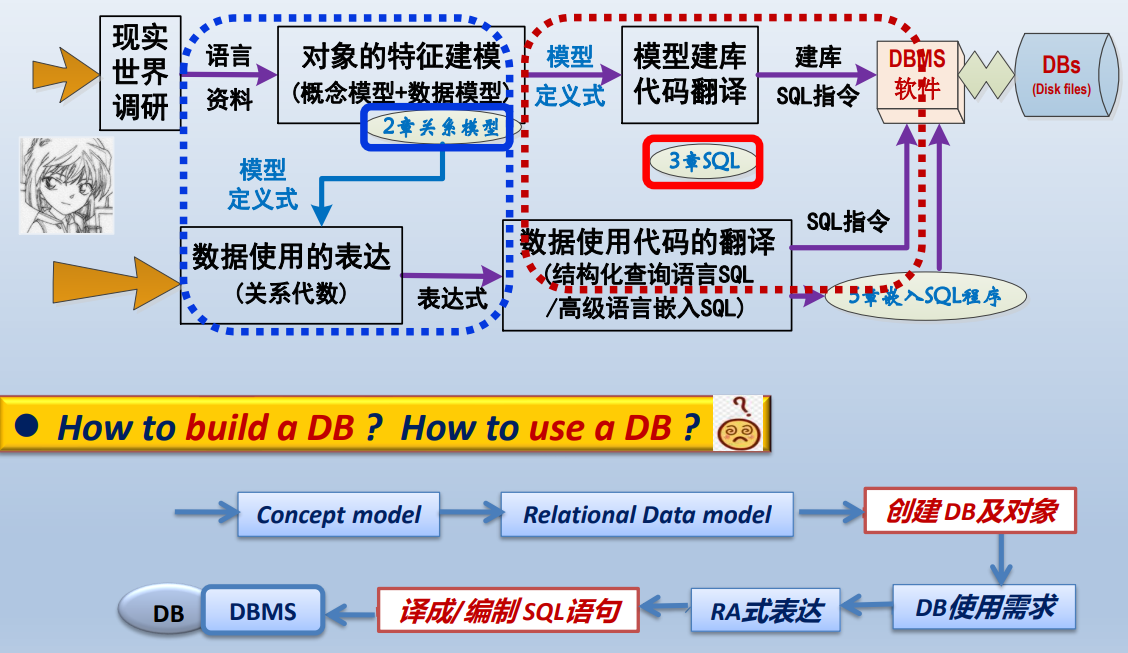 现实
世界
调研
语言
资料
对象的特征建模
(概念模型+数据模型)
2章关系模型
模型
定义式
模型建库
代码翻译
建库
SQL指令
DBMS
软件
DBs
(Disk files)
3章SQL
模型
定义式
数据使用的表达
(关系代数)
表达式
数据使用代码的翻译
(结构化查询语言SQL
/高级语言嵌入SQL)
SQL指令
5章嵌入SQL程序
● How to build a DB ? How to use a DB ?
?
Concept model
Relational Data model
创建 DB及对象
DB使用需求
RA式表达
译成/编制 SQL语句
DBMS
DB